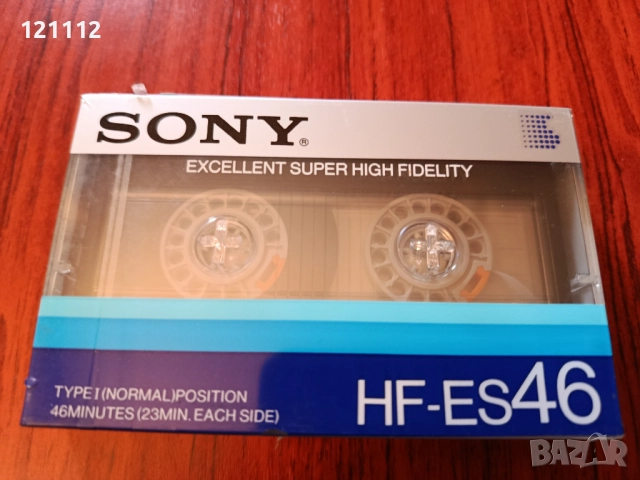 121112
SONY®
EXCELLENT SUPER HIGH FIDELITY
TYPE I (NORMAL) POSITION
46MINUTES (23MIN. EACH SIDE)
HF-ES46
BAZAR